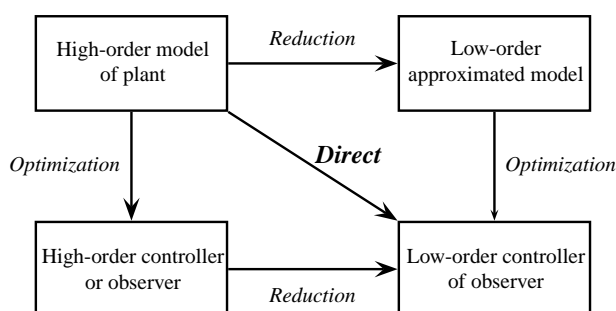 High-order model
of plant
Reduction
Low-order
approximated model
Optimization
Direct
Optimization
High-order controller
or observer
Reduction
Low-order controller
of observer